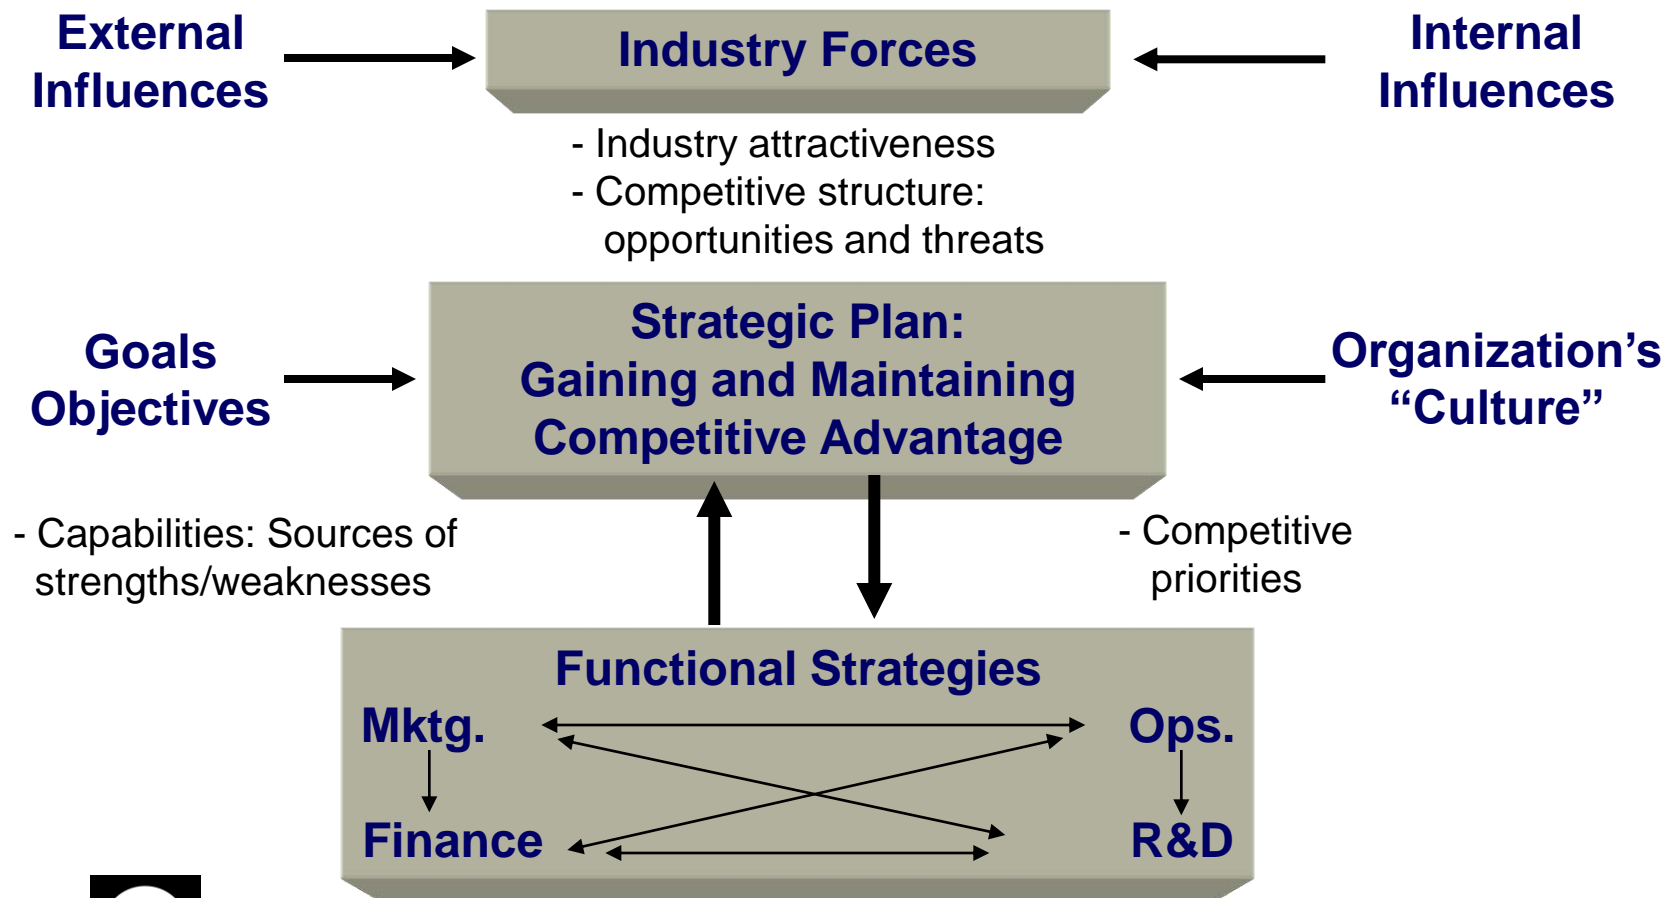 External
Influences
Industry Forces
Internal
Influences
- Industry attractiveness
- Competitive structure:
opportunities and threats
Goals
Objectives
Strategic Plan:
Gaining and Maintaining
Competitive Advantage
Organization’s
“Culture”
- Capabilities: Sources of
strengths/weaknesses
- Competitive
priorities
Functional Strategies
Mktg.
Ops.
Finance
R&D